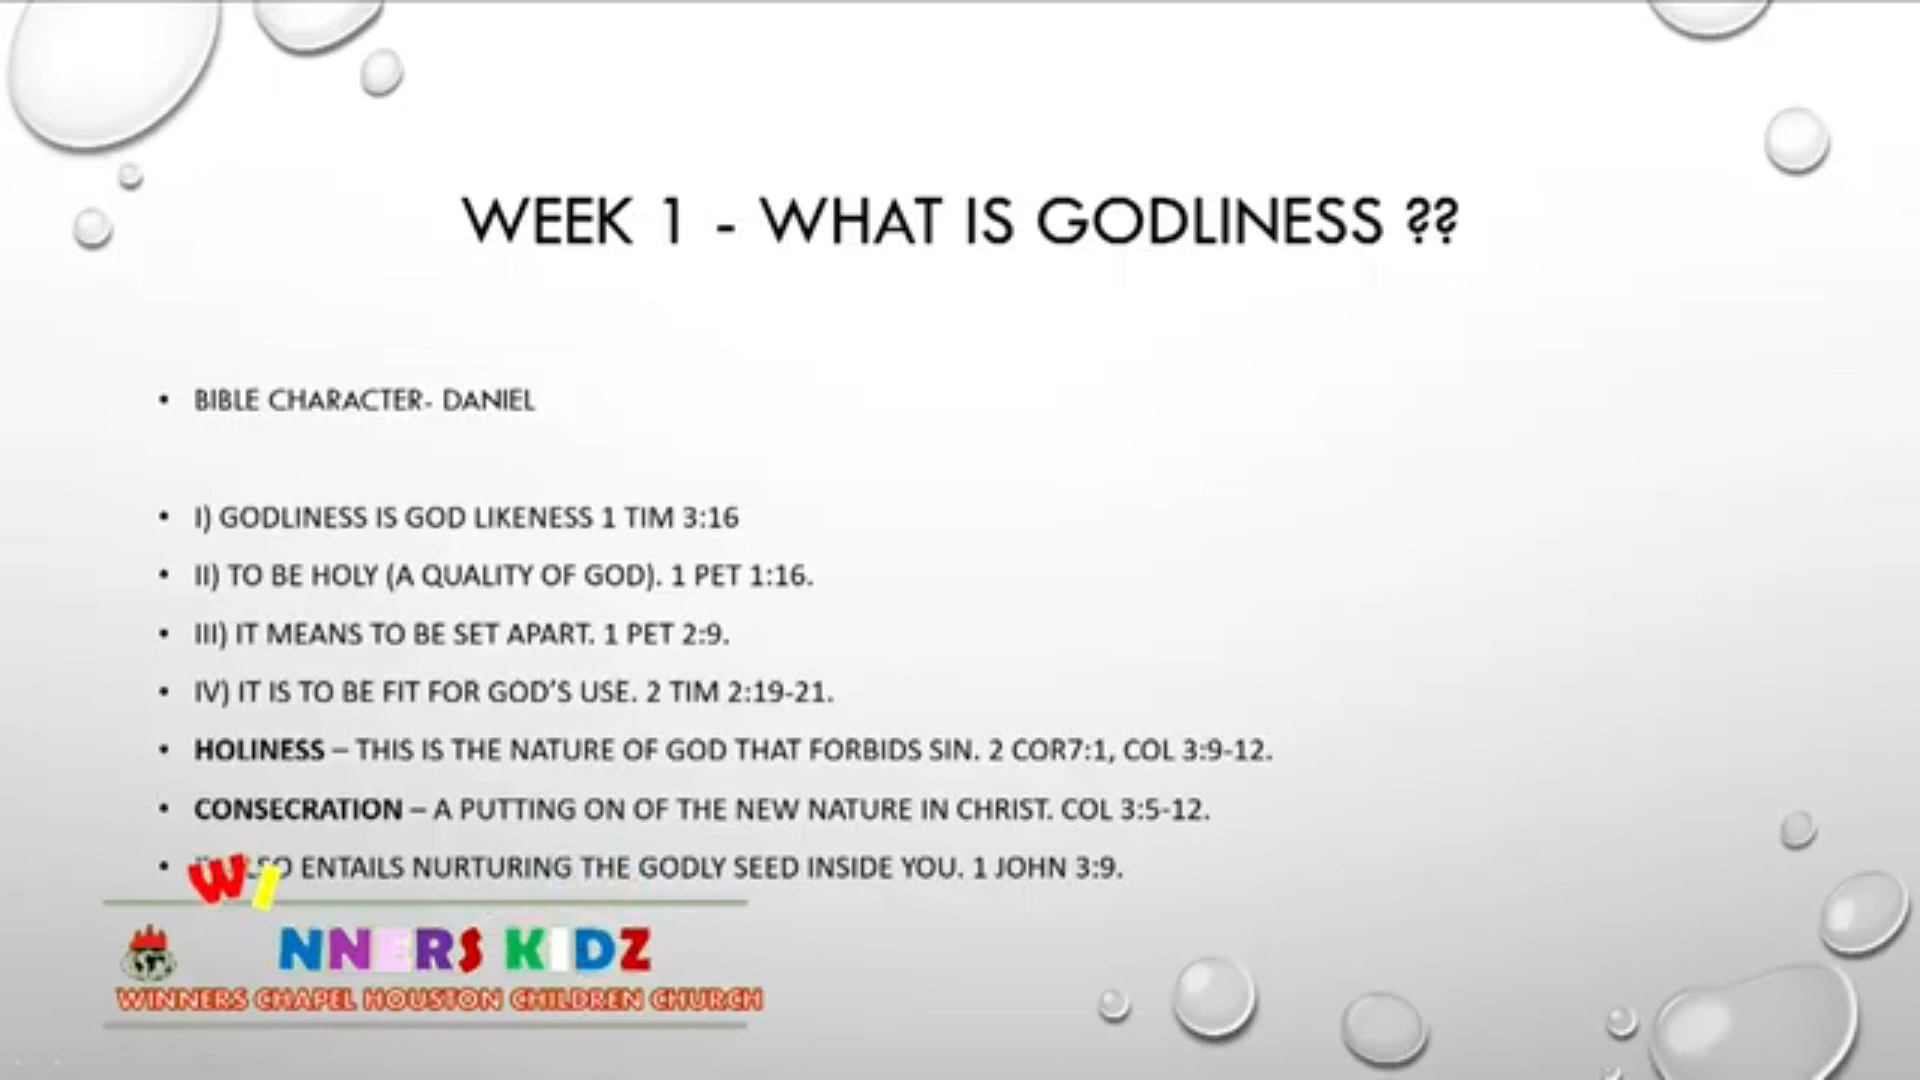 WEEK 1 - WHAT IS GODLINESS ??
• BIBLE CHARACTER- DANIEL
• I) GODLINESS IS GOD LIKENESS 1 TIM 3:16
• II) TO BE HOLY (A QUALITY OF GOD). 1 PET 1:16.
• III) IT MEANS TO BE SET APART. 1 PET 2:9.
• IV) IT IS TO BE FIT FOR GOD'S USE. 2 TIM 2:19-21.
• HOLINESS – THIS IS THE NATURE OF GOD THAT FORBIDS SIN. 2 COR7:1, COL 3:9-12.
• CONSECRATION – A PUTTING ON OF THE NEW NATURE IN CHRIST. COL 3:5-12.
• ENTAILS NURTURING THE GODLY SEED INSIDE YOU. 1 JOHN 3:9.
WINNERS KIDZ
WINNERS CHAPEL HOUSTON CHILDREN CHURCH